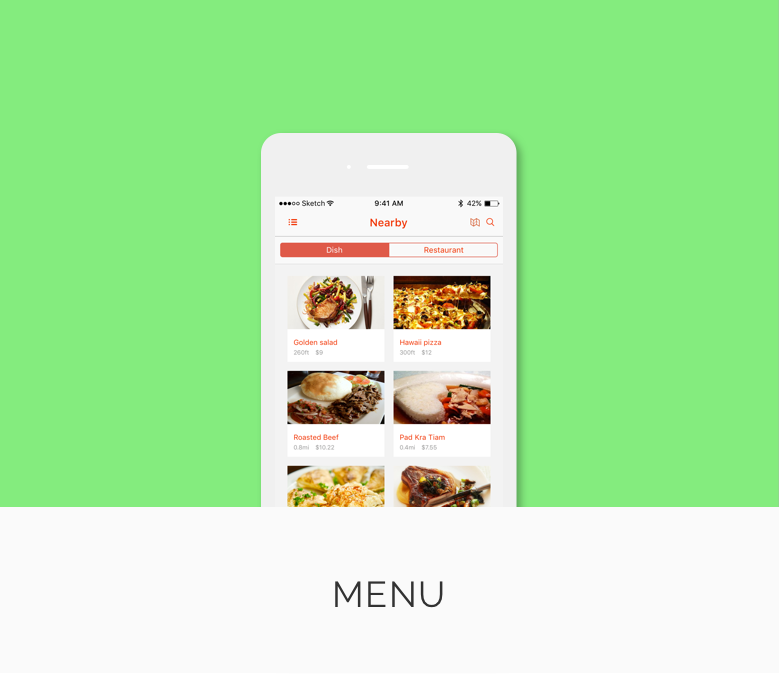 Sketch 9:41 AM 42%
Nearby
Dish Restaurant
Golden salad
260ft $9
Hawaii pizza
300ft $12
Roasted Beef
0.8mi $10.22
Pad Kra Tiam
0.4mi $7.55
MENU